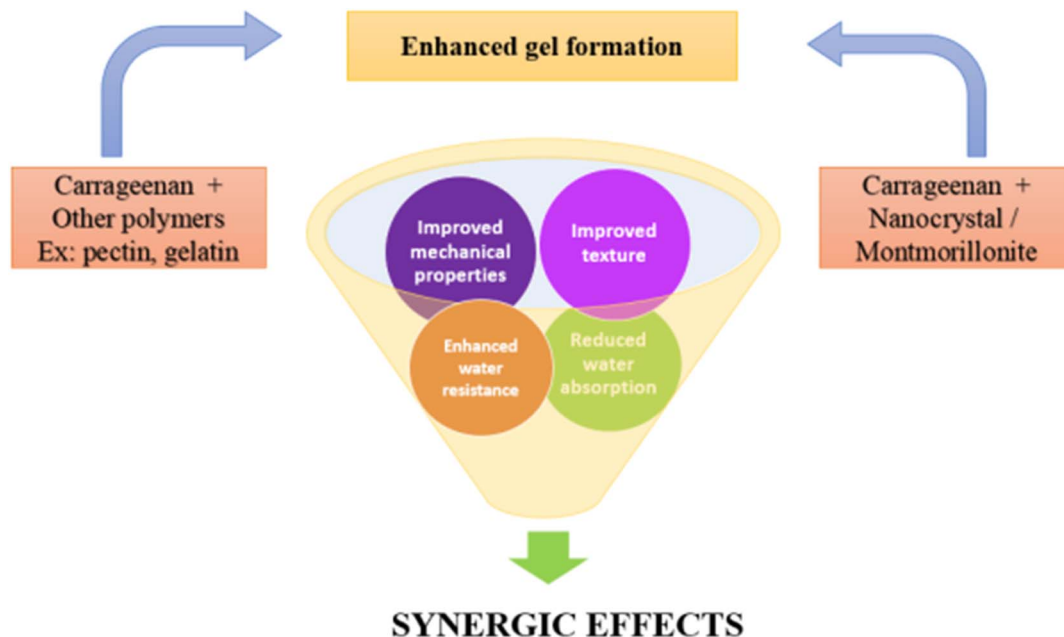 Enhanced gel formation
Carrageenan +
Other polymers
Ex: pectin, gelatin
Carrageenan +
Nanocrystal /
Montmorillonite
Improved
mechanical
properties
Improved
texture
Enhanced
water
resistance
Reduced
water
absorption
SYNERGIC EFFECTS